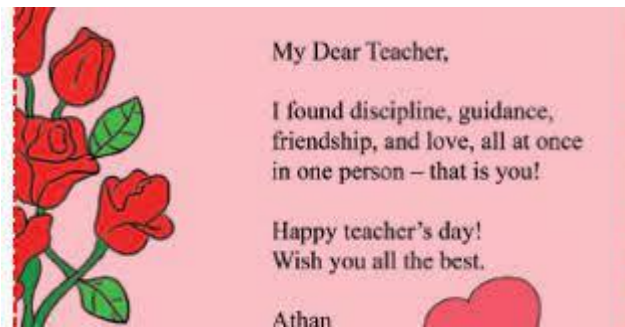 My Dear Teacher,
I found discipline, guidance,
friendship, and love, all at once
in one person – that is you!
Happy teacher's day!
Wish you all the best.
Athan